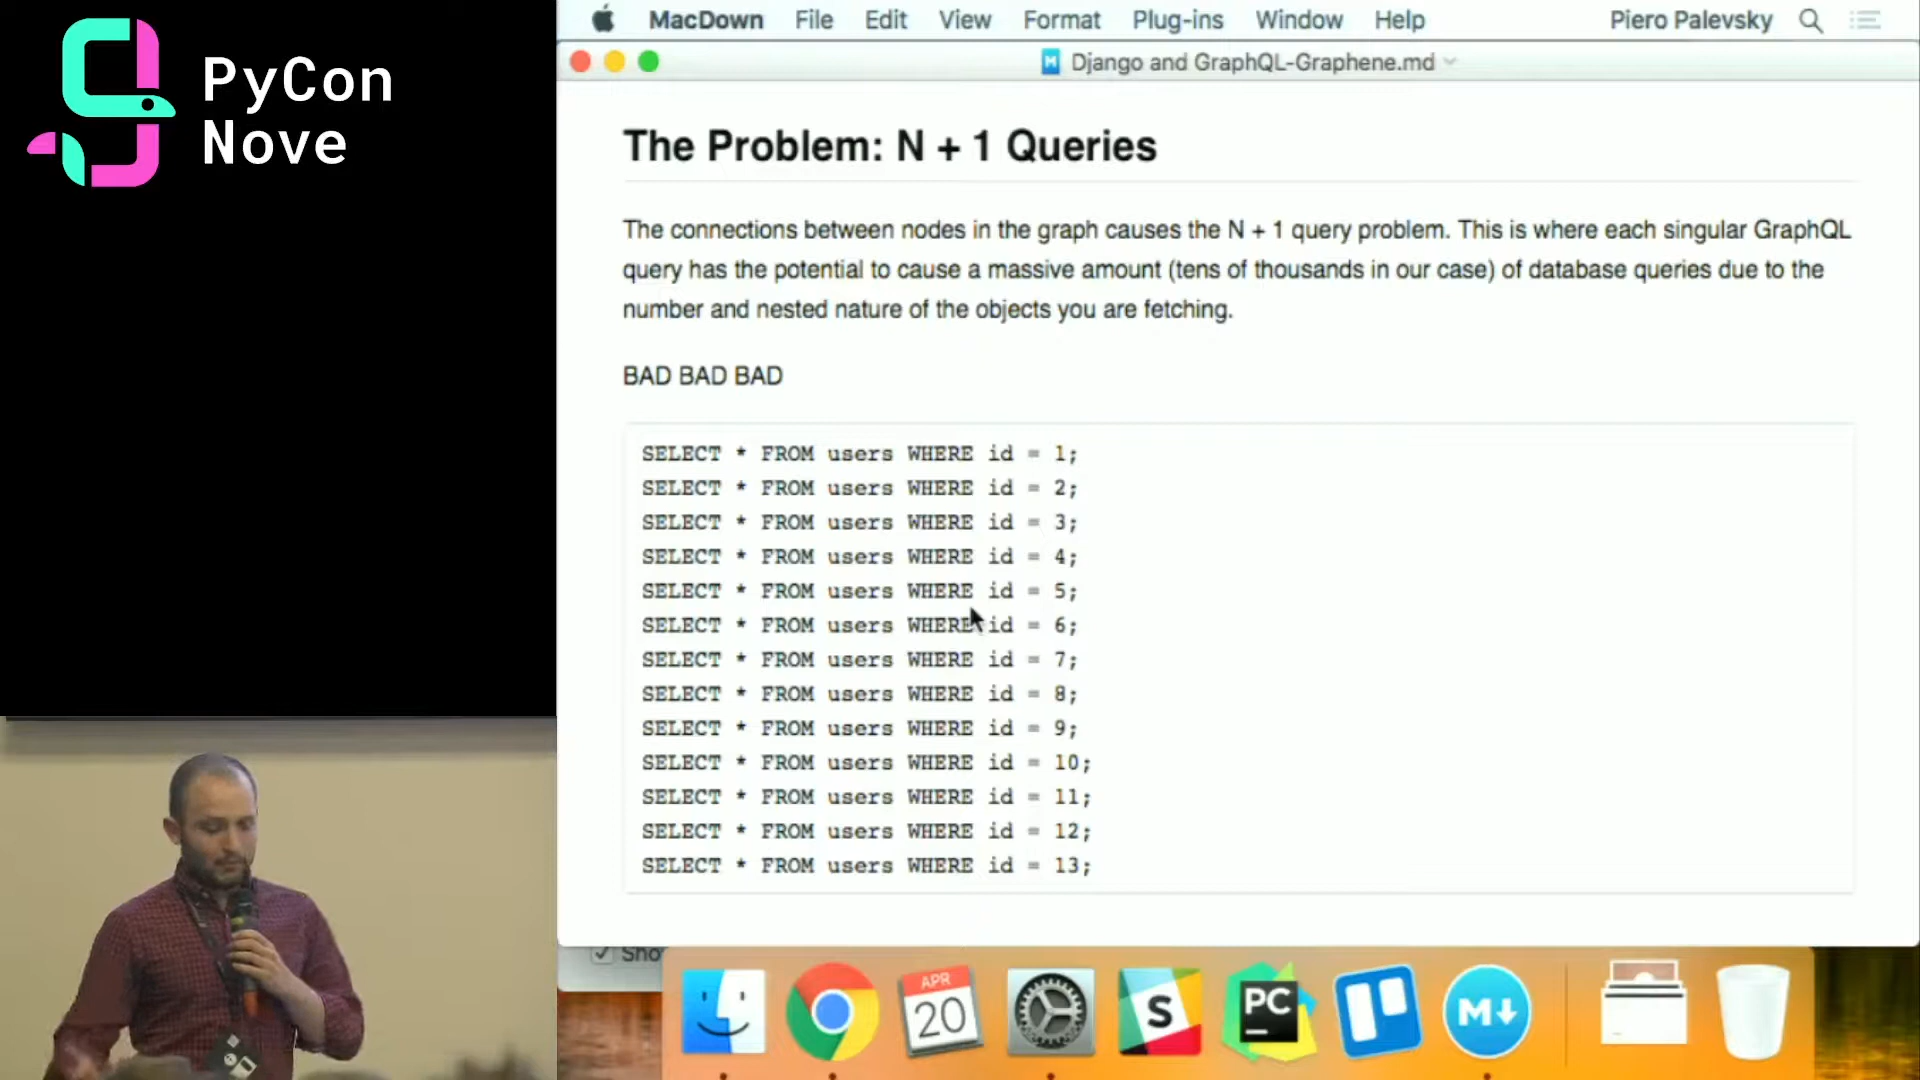 PyCon
Nove
MacDown File Edit View Format Plug-ins Window Help Piero Palevsky
Django and GraphQL-Graphene.md
The Problem: N + 1 Queries
The connections between nodes in the graph causes the N + 1 query problem. This is where each singular GraphQL
query has the potential to cause a massive amount (tens of thousands in our case) of database queries due to the
number and nested nature of the objects you are fetching.
BAD BAD BAD
SELECT * FROM users WHERE id = 1;
SELECT * FROM users WHERE id = 2;
SELECT * FROM users WHERE id = 3;
SELECT * FROM users WHERE id = 4;
SELECT * FROM users WHERE id = 5;
SELECT * FROM users WHERE id = 6;
SELECT * FROM users WHERE id = 7;
SELECT * FROM users WHERE id = 8;
SELECT * FROM users WHERE id = 9;
SELECT * FROM users WHERE id = 10;
SELECT * FROM users WHERE id = 11;
SELECT * FROM users WHERE id = 12;
SELECT * FROM users WHERE id = 13;
APR
20
S
PC
M